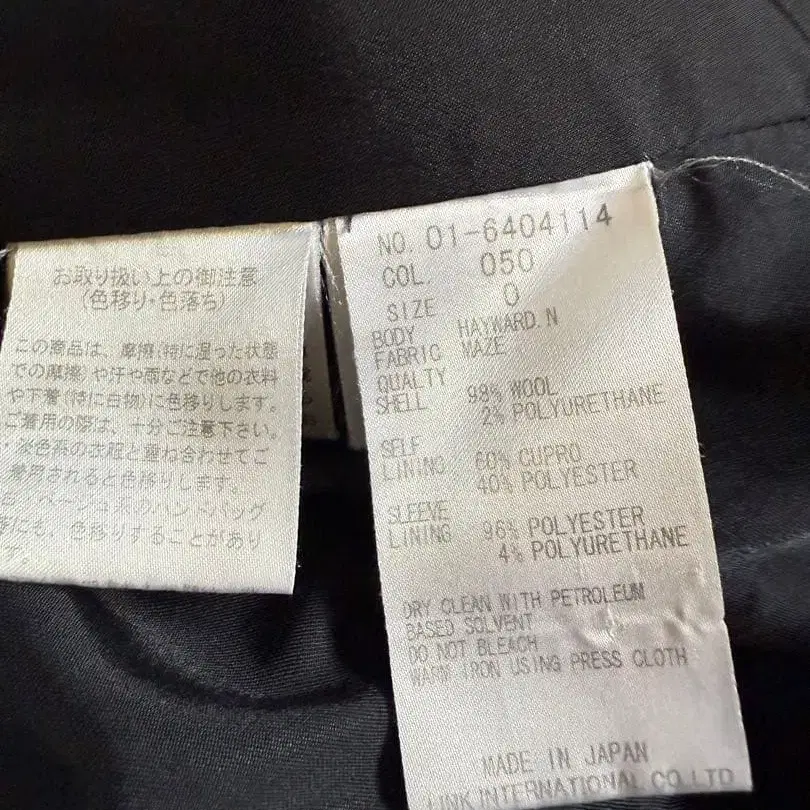 お取り扱い上の御注意
(色移り・色落ち)
この商品は、摩擦(特に湿った状態
での摩擦)や汗や雨などで他の衣料
や下着(特に白物)に色移りします。
ご着用の際は、十分ご注意下さい。
・淡色系の衣服と重ね合わせてご
着用されると色移りします。
白・ベージュ系のハンドバッグ
等にも、色移りすることがあり
ます。
NO. 01-6404114
COL. 050
SIZE 0
BODY HAYWARD.N
FABRIC MAZE
QUALTY
SHELL 98% WOOL
2% POLYURETHANE
SELF
LINING 60% CUPRO
40% POLYESTER
SLEEVE
LINING 96% POLYESTER
4% POLYURETHANE
DRY CLEAN WITH PETROLEUM
BASED SOLVENT
DO NOT BLEACH
WARM IRON USING PRESS CLOTH
MADE IN JAPAN
LINK INTERNATIONAL CO.LTD